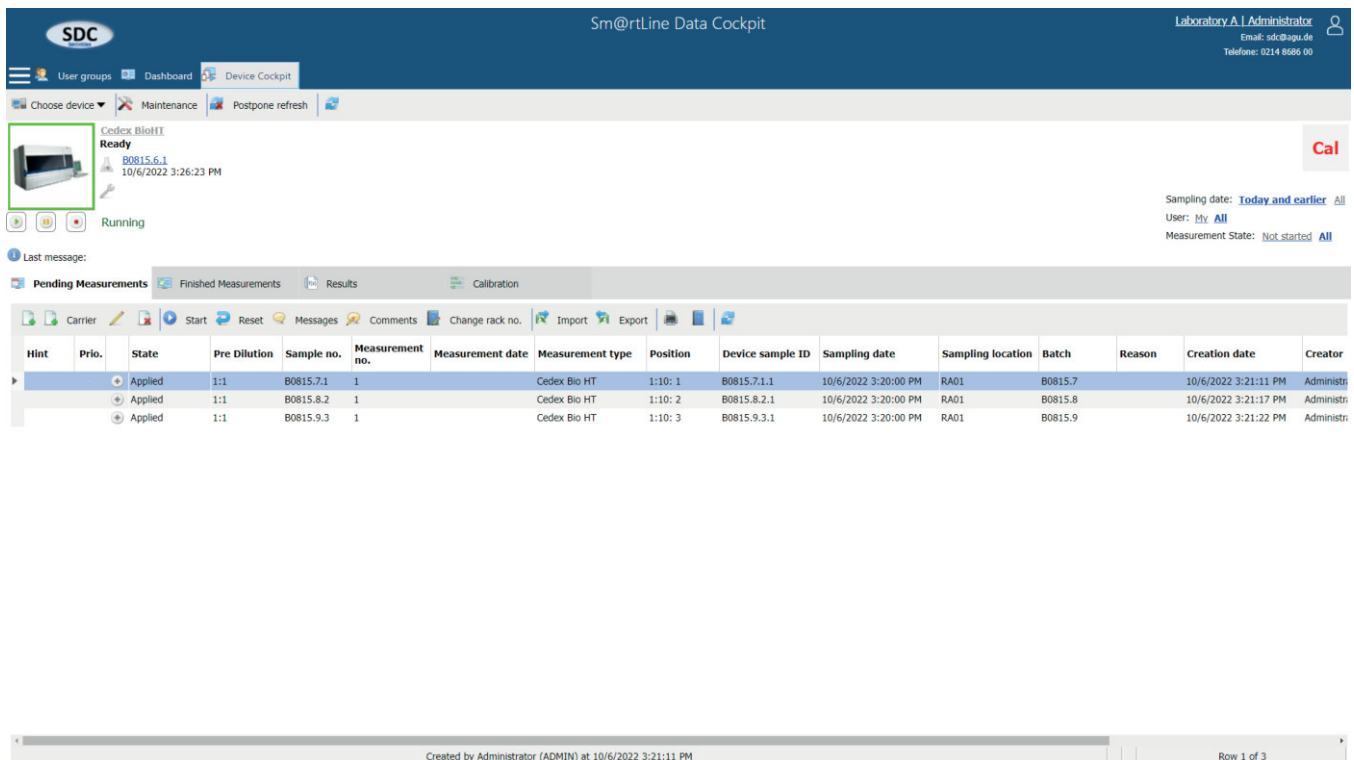 Sm@rtLine Data Cockpit
SDC
Laboratory A | Administrator
Email: sdc@agu.de
Telefone: 0214 8686 00
User groups Dashboard Device Cockpit
Choose device Maintenance Postpone refresh
Cedex BioHT
Ready
B0815.6.1
10/6/2022 3:26:23 PM
Cal
Running
Sampling date: Today and earlier All
User: My All
Measurement State: Not started All
Last message:
Pending Measurements Finished Measurements Results Calibration
Carrier Start Reset Messages Comments Change rack no. Import Export
Hint Prio. State Pre Dilution Sample no. Measurement no. Measurement date Measurement type Position Device sample ID Sampling date Sampling location Batch Reason Creation date Creator
Applied 1:1 B0815.7.1 1 Cedex Bio HT 1:10: 1 B0815.7.1.1 10/6/2022 3:20:00 PM RA01 B0815.7 10/6/2022 3:21:11 PM Administr
Applied 1:1 B0815.8.2 1 Cedex Bio HT 1:10: 2 B0815.8.2.1 10/6/2022 3:20:00 PM RA01 B0815.8 10/6/2022 3:21:17 PM Administr
Applied 1:1 B0815.9.3 1 Cedex Bio HT 1:10: 3 B0815.9.3.1 10/6/2022 3:20:00 PM RA01 B0815.9 10/6/2022 3:21:22 PM Administr
Created by Administrator (ADMIN) at 10/6/2022 3:21:11 PM Row 1 of 3